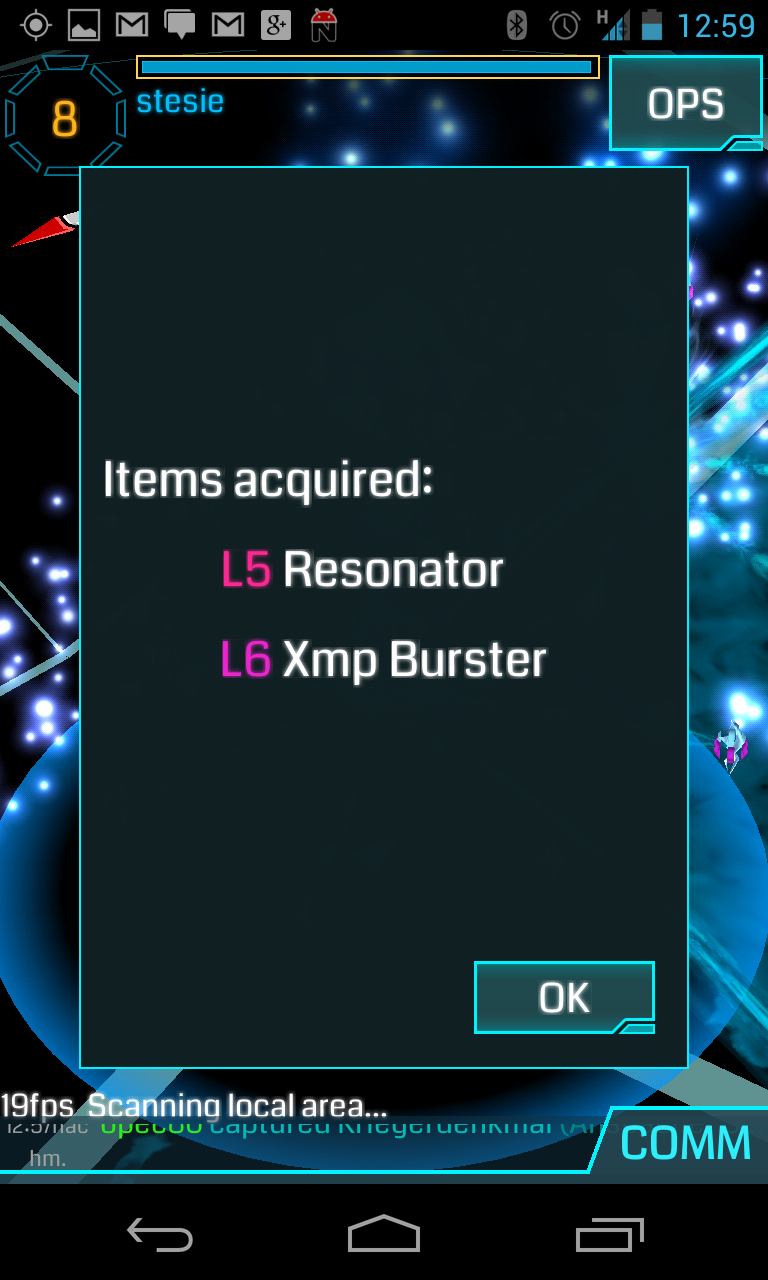 H 12:59
8 stesie OPS
Items acquired:
L5 Resonator
L6 Xmp Burster
OK
19fps Scanning local area...
captured
hm.
COMM